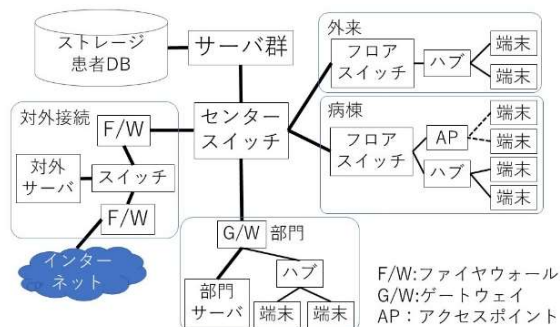 ストレージ
患者DB
サーバ群
外来
フロア
スイッチ
ハブ
端末
端末
対外接続
F/W
センター
スイッチ
病棟
フロア
スイッチ
AP
ハブ
端末
端末
端末
端末
対外
サーバ
スイッチ
F/W
インター
ネット
G/W
部門
部門
サーバ
ハブ
端末
端末
F/W:ファイヤウォール
G/W:ゲートウェイ
AP：アクセスポイント